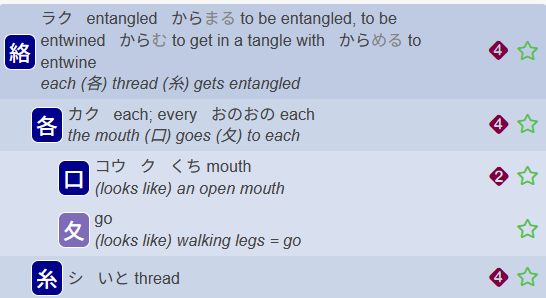 絡
ラク entangled からまる to be entangled, to be
entwined からむ to get in a tangle with からめる to
entwine
each (各) thread (糸) gets entangled
4
各
カク each; every おのおの each
the mouth (口) goes (夂) to each
4
口
コウ ク くち mouth
(looks like) an open mouth
2
夂
go
(looks like) walking legs = go
糸
シ いと thread
4